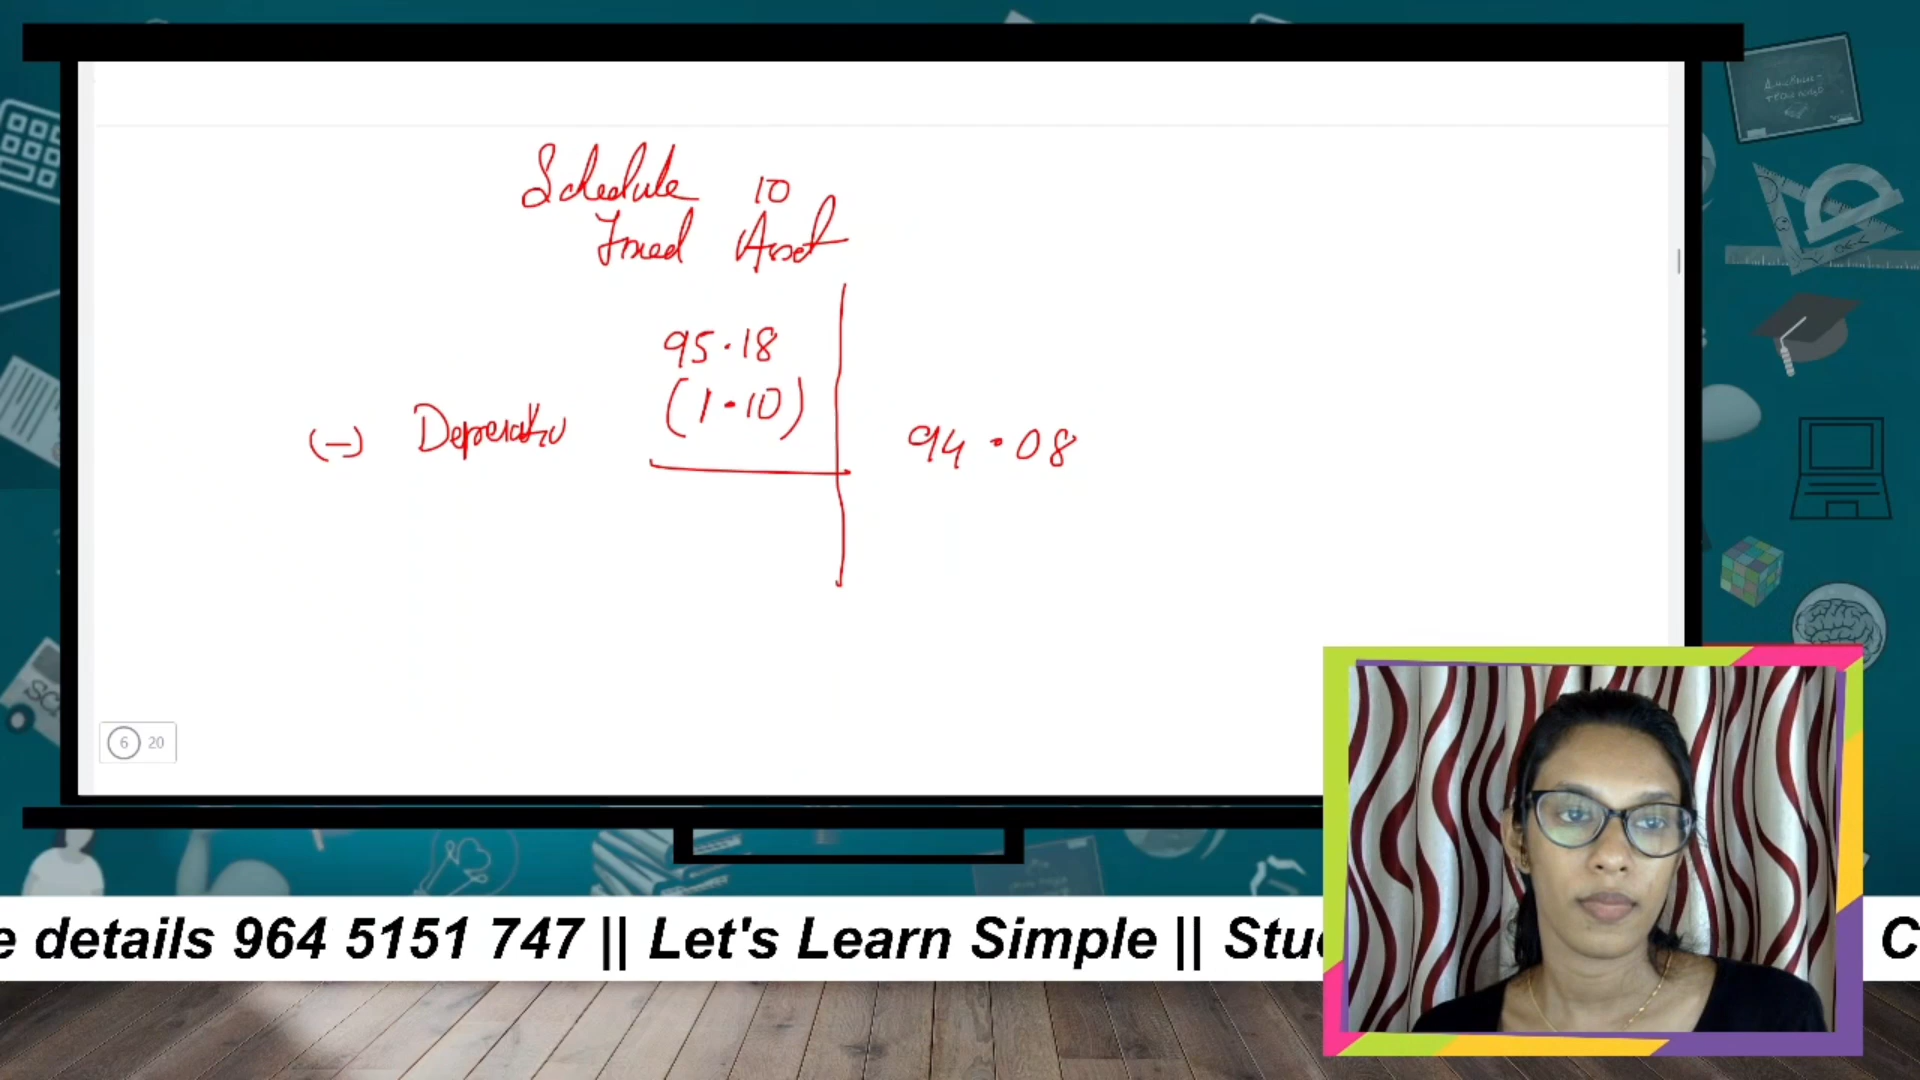 Schedule 10
Fixed Asset
95.18
(1.10)
(-) Depreciation
94.08
6 20
e details 964 5151 747 || Let's Learn Simple || Stu
C